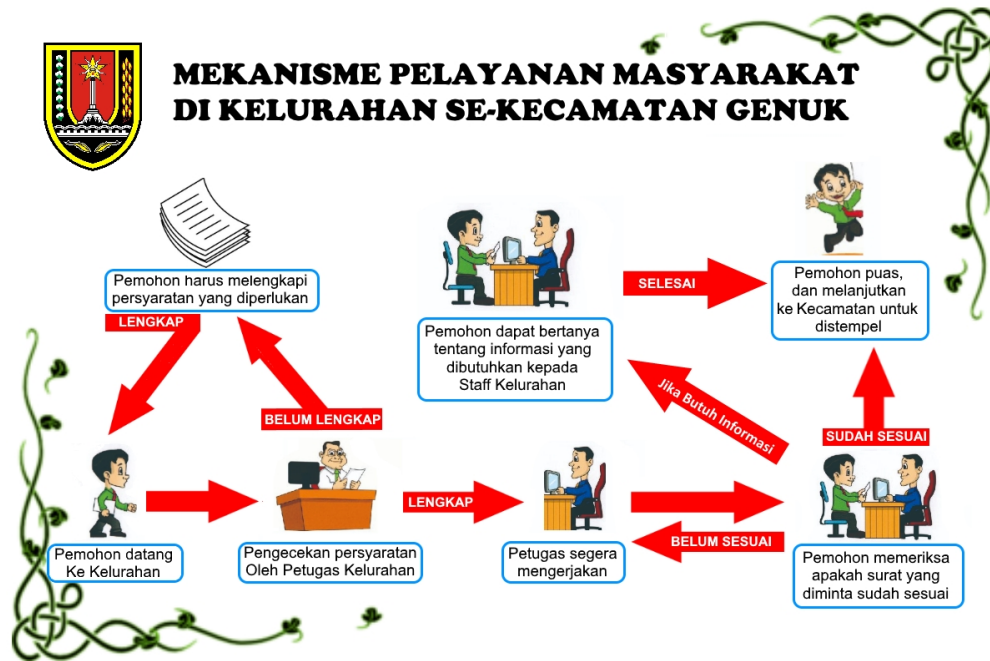 MEKANISME PELAYANAN MASYARAKAT
DI KELURAHAN SE-KECAMATAN GENUK
Pemohon harus melengkapi
persyaratan yang diperlukan
LENGKAP
BELUM LENGKAP
Pemohon datang
Ke Kelurahan
Pengecekan persyaratan
Oleh Petugas Kelurahan
LENGKAP
Petugas segera
mengerjakan
BELUM SESUAI
Pemohon memeriksa
apakah surat yang
diminta sudah sesuai
Jika Butuh Informasi
Pemohon dapat bertanya
tentang informasi yang
dibutuhkan kepada
Staff Kelurahan
SELESAI
SUDAH SESUAI
Pemohon puas,
dan melanjutkan
ke Kecamatan untuk
distempel